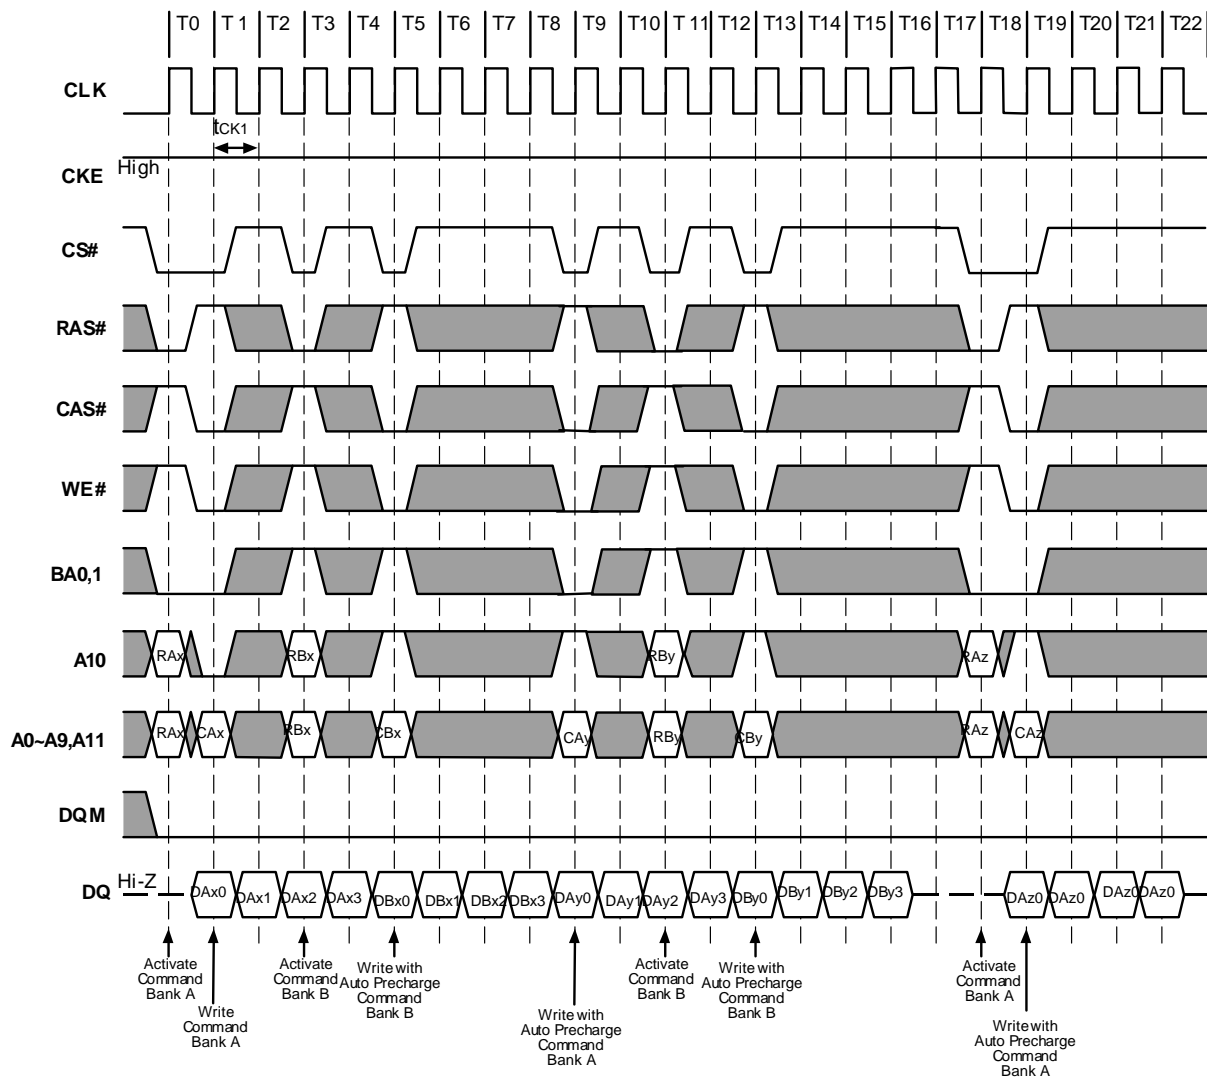 T0 T 1 T2 T3 T4 T5 T6 T7 T8 T9 T10 T 11 T12 T13 T14 T15 T16 T17 T18 T19 T20 T21 T22
CLK
tCK1
High
CKE
CS#
RAS#
CAS#
WE#
BA0,1
A10 RAx RBx RBy RAz
A0~A9,A11 RAx CAx RBx CBx CAy RBy CBy RAz CAz
DQM
Hi-Z
DQ DAx0 DAx1 DAx2 DAx3 DBx0 DBx1 DBx2 DBx3 DAy0 DAy1 DAy2 DAy3 DBy0 DBy1 DBy2 DBy3 DAz0 DAz0 DAz0 DAz0
Activate
Command
Bank A
Write
Command
Bank A
Activate
Command
Bank B
Write with
Auto Precharge
Command
Bank B
Write with
Auto Precharge
Command
Bank A
Activate
Command
Bank B
Write with
Auto Precharge
Command
Bank B
Activate
Command
Bank A
Write with
Auto Precharge
Command
Bank A